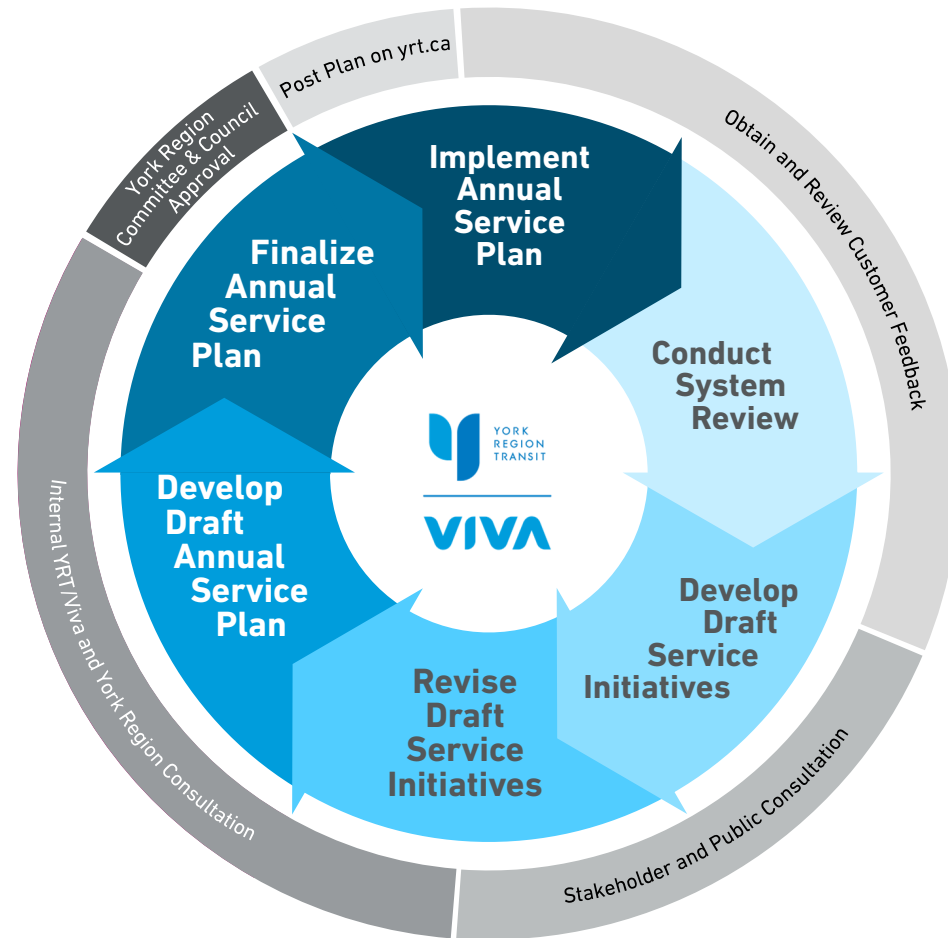 Post Plan on yrt.ca
Obtain and Review Customer Feedback
Stakeholder and Public Consultation
Internal YRT/Viva and York Region Consultation
York Region
Committee & Council
Approval
Implement
Annual
Service
Plan
Conduct
System
Review
Develop
Draft
Service
Initiatives
Revise
Draft
Service
Initiatives
Develop
Draft
Annual
Service
Plan
Finalize
Annual
Service
Plan
YORK
REGION
TRANSIT
VIVA